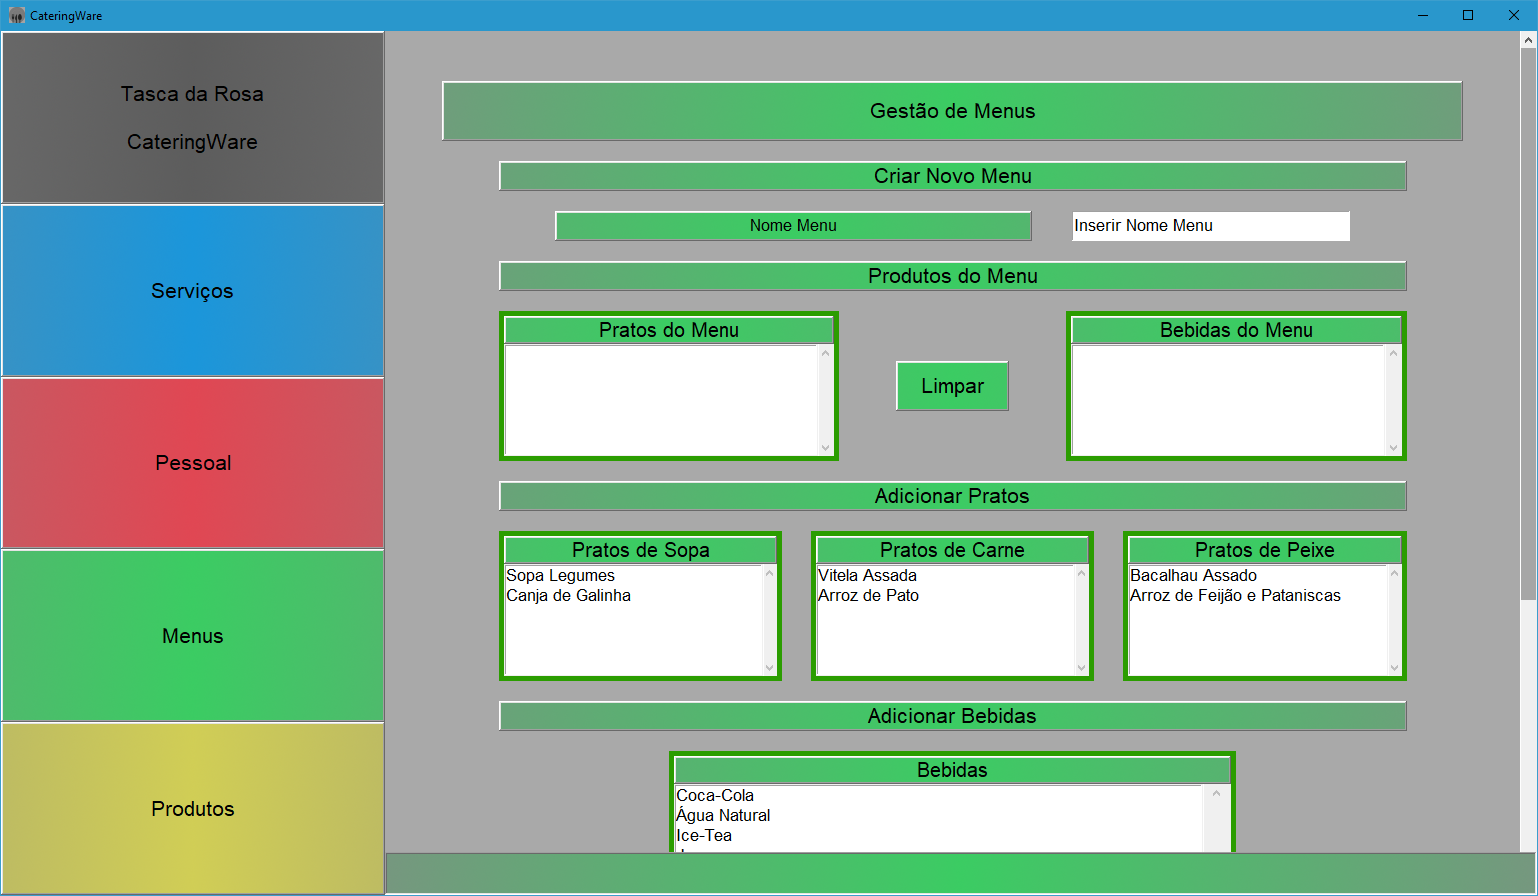 CateringWare
Tasca da Rosa
CateringWare
Serviços
Pessoal
Menus
Produtos
Gestão de Menus
Criar Novo Menu
Nome Menu
Inserir Nome Menu
Produtos do Menu
Pratos do Menu
Limpar
Bebidas do Menu
Adicionar Pratos
Pratos de Sopa
Sopa Legumes
Canja de Galinha
Pratos de Carne
Vitela Assada
Arroz de Pato
Pratos de Peixe
Bacalhau Assado
Arroz de Feijão e Pataniscas
Adicionar Bebidas
Bebidas
Coca-Cola
Água Natural
Ice-Tea